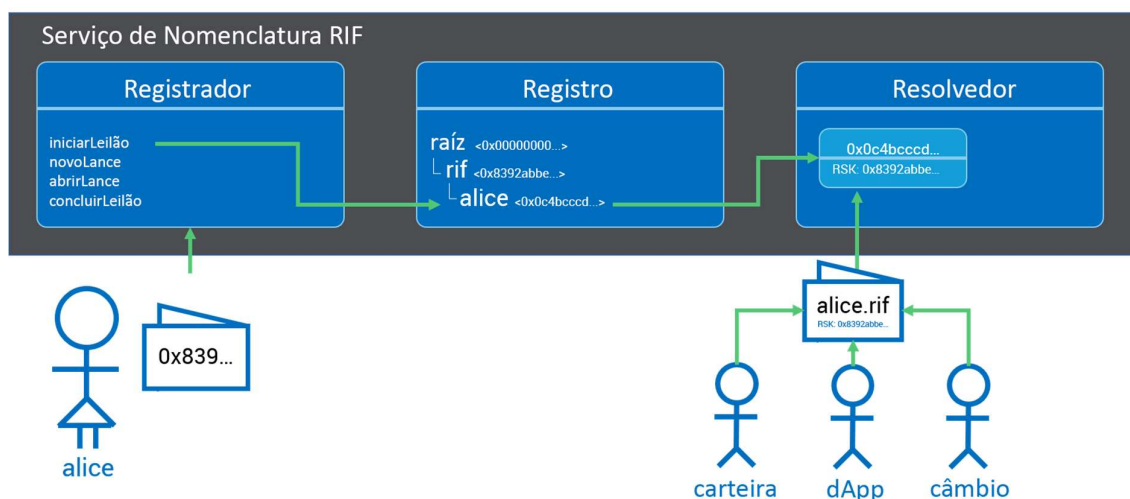 Serviço de Nomenclatura RIF
Registrador
iniciarLeilão
novoLance
abrirLance
concluirLeilão
Registro
raíz <0x00000000...>
rif <0x8392abbe...>
alice <0x0c4bcccd...>
Resolvedor
0x0c4bcccd...
RSK: 0x8392abbe...
0x839...
alice
alice.rif
RSK: 0x8392abbe...
carteira
dApp
câmbio